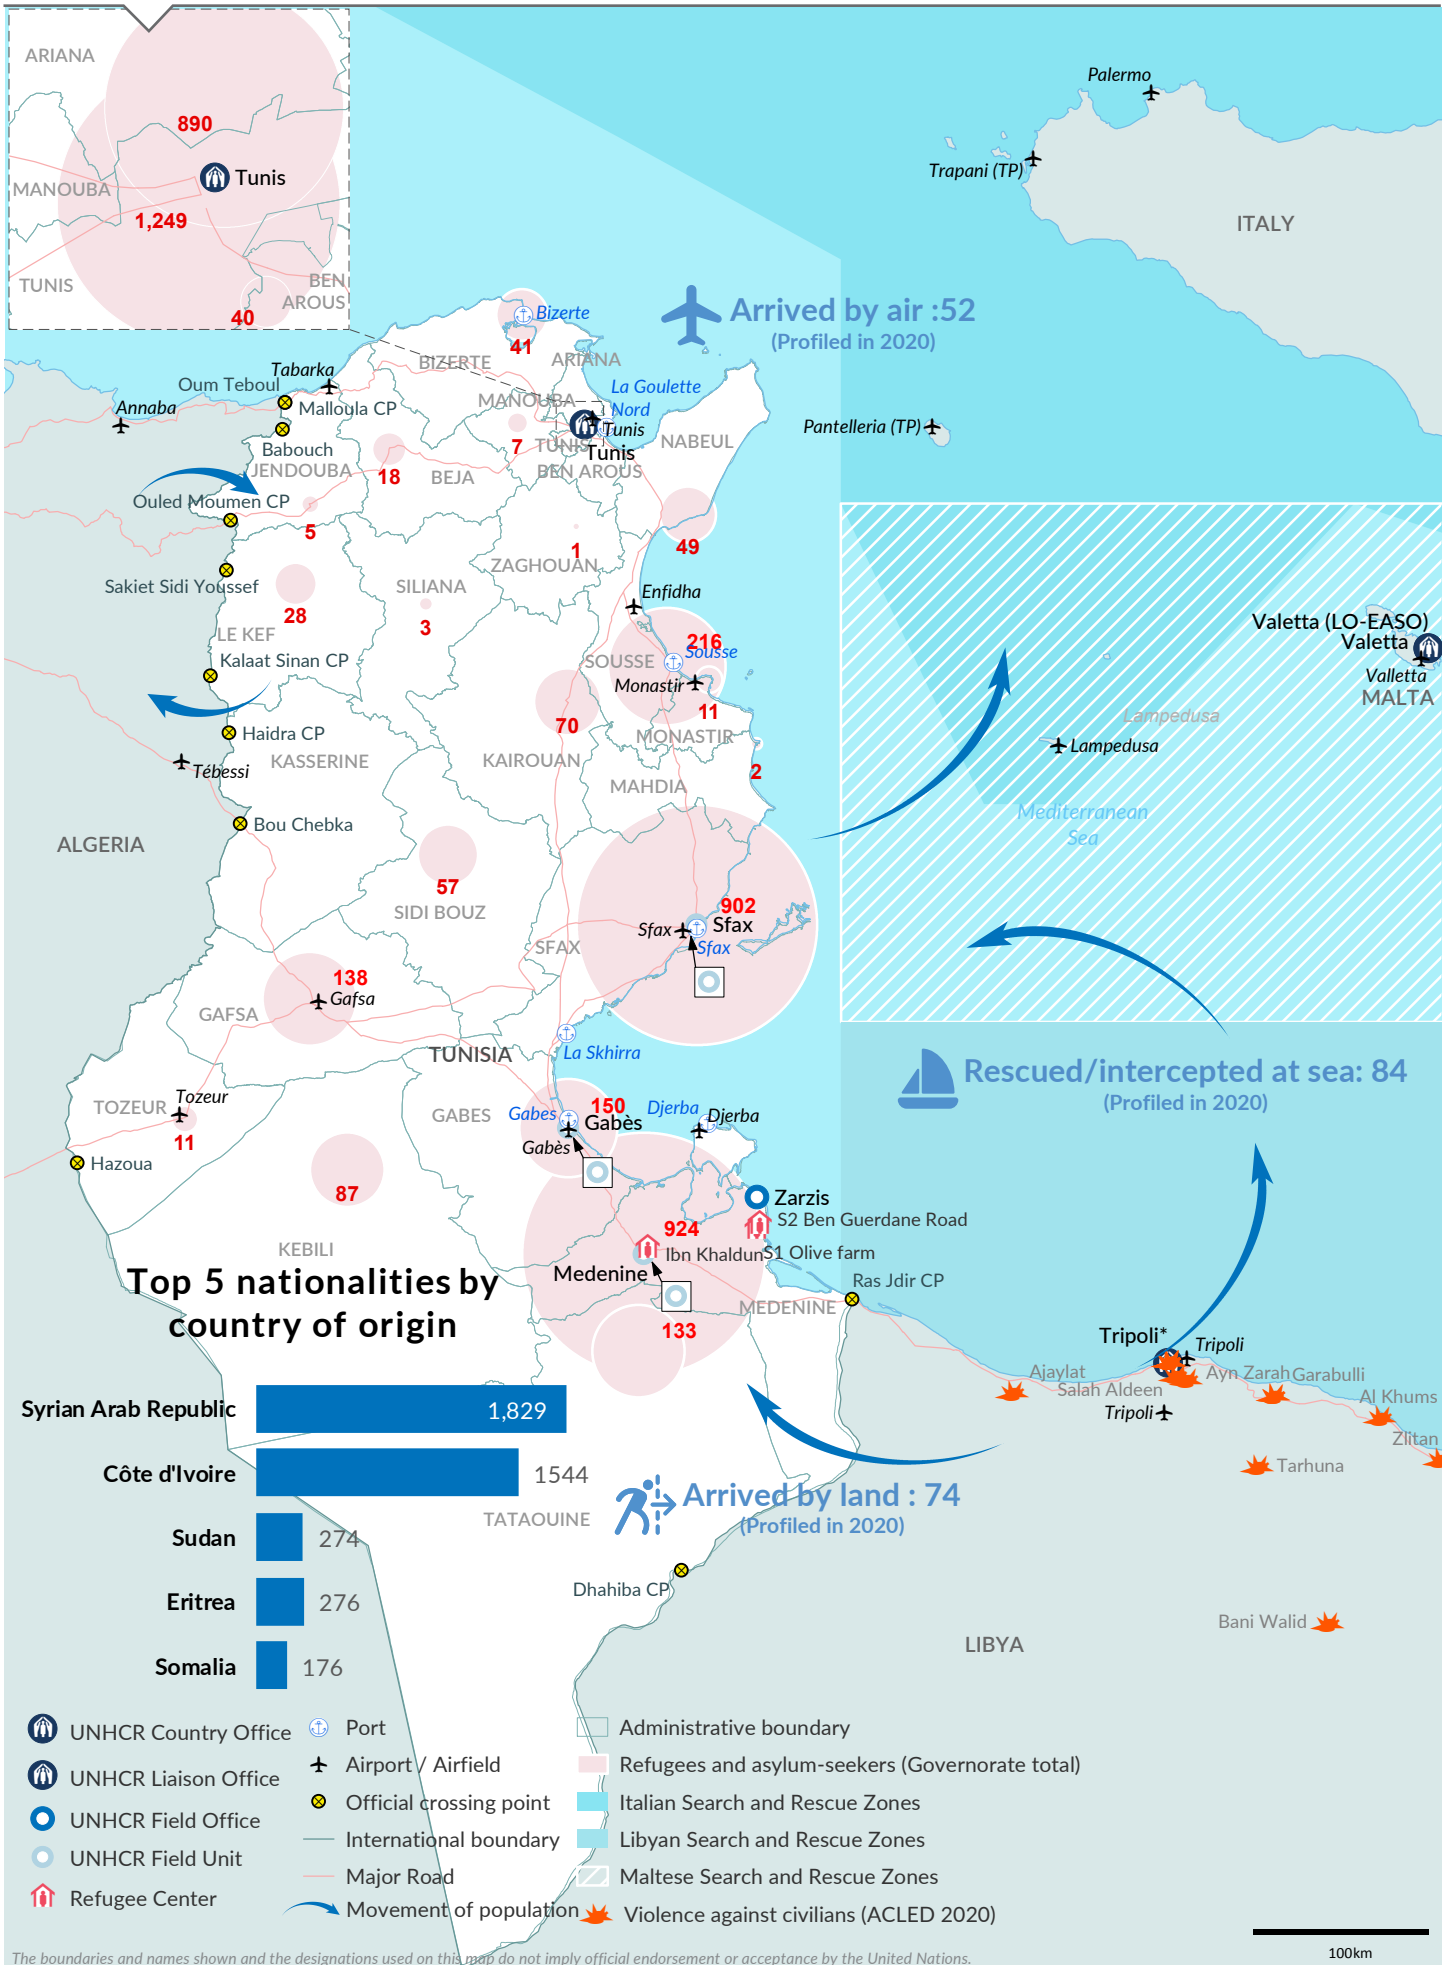 ARIANA
890
Tunis
MANOUBA
1,249
TUNIS
BEN
AROUS
40
Palermo
Trapani (TP)
ITALY
Arrived by air :52
(Profiled in 2020)
Bizerte
41
BIZERTE
ARIANA
Tabarka
Oum Teboul
Malloula CP
Annaba
Babouch
JENDOUBA
La Goulette
Nord
MANOUBA
7
Tunis
TUNIS
Tunis
BEN AROUS
NABEUL
Pantelleria (TP)
18
BEJA
Ouled Moumen CP
5
1
49
ZAGHOUAN
Sakiet Sidi Youssef
28
SILIANA
3
Enfidha
LE KEF
Kalaat Sinan CP
216
Sousse
SOUSSE
Monastir
11
MONASTIR
Valetta (LO-EASO)
Valetta
Valletta
MALTA
Lampedusa
Lampedusa
Haidra CP
KASSERINE
70
KAIROUAN
2
MAHDIA
Tébessi
Mediterranean
Sea
Bou Chebka
ALGERIA
57
SIDI BOUZ
902
Sfax
Sfax
Sfax
SFAX
138
Gafsa
GAFSA
TUNISIA
La Skhirra
Rescued/intercepted at sea: 84
(Profiled in 2020)
Tozeur
TOZEUR
11
GABES
Gabes
150
Gabès
Gabès
Djerba
Djerba
Hazoua
87
KEBILI
Zarzis
S2 Ben Guerdane Road
924
Ibn Khaldun
S1 Olive farm
Medenine
Ras Jdir CP
MEDENINE
133
Top 5 nationalities by
country of origin
Syrian Arab Republic
1,829
Côte d'Ivoire
1544
Sudan
274
Eritrea
276
Somalia
176
Tripoli*
Tripoli
Ajaylat
Salah Aldeen
Ayn Zarah
Garabulli
Tripoli
Al Khums
Zlitan
Tarhuna
Arrived by land : 74
(Profiled in 2020)
TATAOUINE
Dhahiba CP
Bani Walid
LIBYA
UNHCR Country Office
UNHCR Liaison Office
UNHCR Field Office
UNHCR Field Unit
Refugee Center
Port
Airport / Airfield
Official crossing point
International boundary
Major Road
Movement of population
Administrative boundary
Refugees and asylum-seekers (Governorate total)
Italian Search and Rescue Zones
Libyan Search and Rescue Zones
Maltese Search and Rescue Zones
Violence against civilians (ACLED 2020)
100km
The boundaries and names shown and the designations used on this map do not imply official endorsement or acceptance by the United Nations.